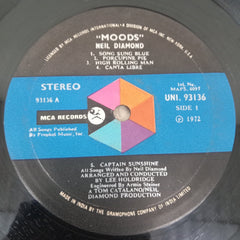 MCA RECORDS INTERNATIONAL • A DIVISION OF MCA INC. NEW YORK, U.S.A.
"MOODS"
NEIL DIAMOND
1. SONG SUNG BLUE
2. PORCUPINE PIE
3. HIGH ROLLING MAN
4. CANTA LIBRE
STEREO
93136 A
Int. No.
MAPS. 6097
UNI. 93136
SIDE 1
MCA RECORDS
All Songs Published
By Prophet Music, Inc
℗ 1972
5. CAPTAIN SUNSHINE
All Songs Written by Neil Diamond
ARRANGED AND CONDUCTED
BY LEE HOLDRIDGE
Engineered By Armin Steiner
A TOM CATALANO/NEIL
DIAMOND PRODUCTION
MADE IN INDIA BY THE GRAMOPHONE COMPANY OF INDIA LIMITED